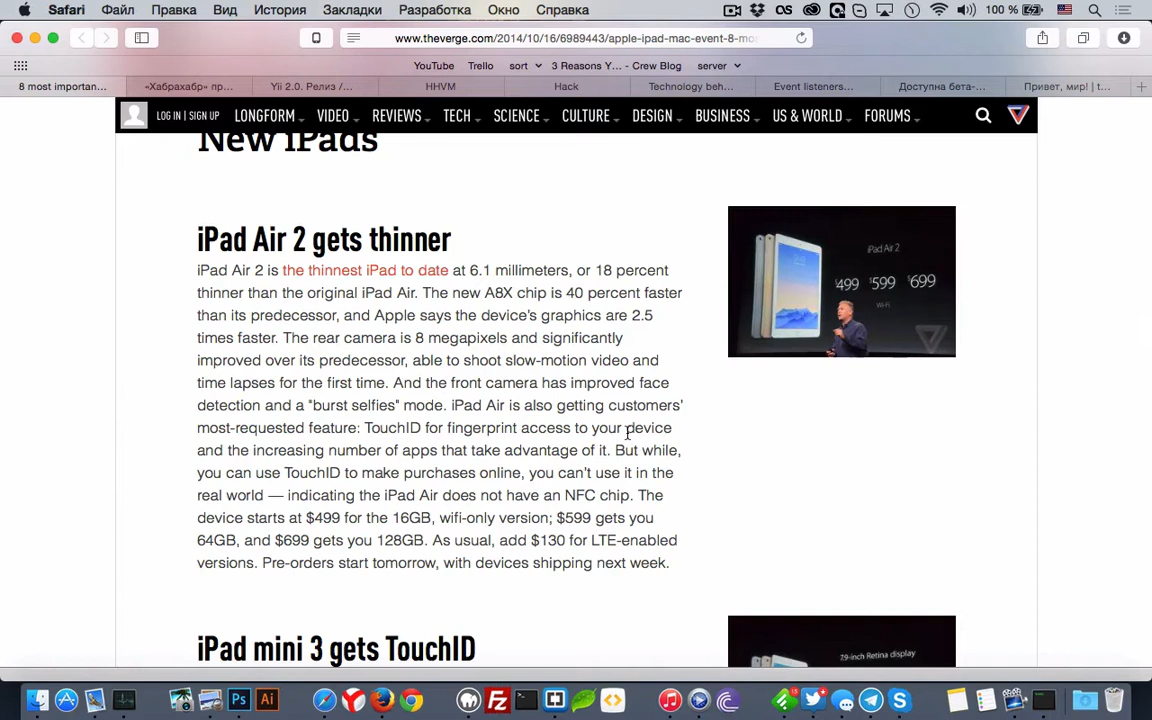 Safari Файл Правка Вид История Закладки Разработка Окно Справка 100 %
www.theverge.com/2014/10/16/6989443/apple-ipad-mac-event-8-mo
YouTube Trello sort 3 Reasons Y… – Crew Blog server
8 most importan... «Хабрахабр» пр... Yii 2.0. Релиз /... HHVM Hack Technology beh... Event listeners... Доступна бета-... Привет, мир! | t...
LOG IN | SIGN UP LONGFORM VIDEO REVIEWS TECH SCIENCE CULTURE DESIGN BUSINESS US & WORLD FORUMS
New iPads
iPad Air 2 gets thinner
iPad Air 2 is the thinnest iPad to date at 6.1 millimeters, or 18 percent
thinner than the original iPad Air. The new A8X chip is 40 percent faster
than its predecessor, and Apple says the device's graphics are 2.5
times faster. The rear camera is 8 megapixels and significantly
improved over its predecessor, able to shoot slow-motion video and
time lapses for the first time. And the front camera has improved face
detection and a "burst selfies" mode. iPad Air is also getting customers'
most-requested feature: TouchID for fingerprint access to your device
and the increasing number of apps that take advantage of it. But while,
you can use TouchID to make purchases online, you can't use it in the
real world — indicating the iPad Air does not have an NFC chip. The
device starts at $499 for the 16GB, wifi-only version; $599 gets you
64GB, and $699 gets you 128GB. As usual, add $130 for LTE-enabled
versions. Pre-orders start tomorrow, with devices shipping next week.
iPad Air 2
$499 $599 $699
Wi-Fi
iPad mini 3 gets TouchID
7.9-inch Retina display